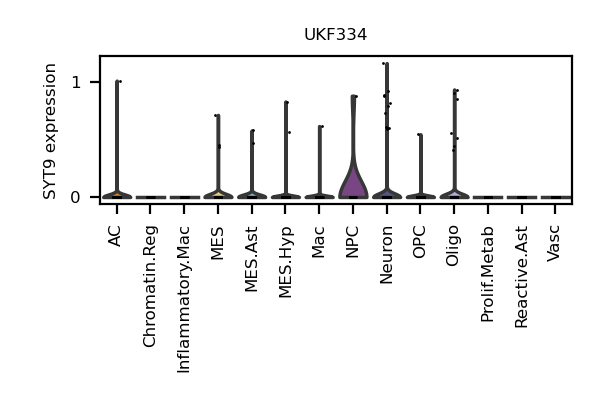 UKF334
SYT9 expression
1
0
AC
Chromatin.Reg
Inflammatory.Mac
MES
MES.Ast
MES.Hyp
Mac
NPC
Neuron
OPC
Oligo
Prolif.Metab
Reactive.Ast
Vasc